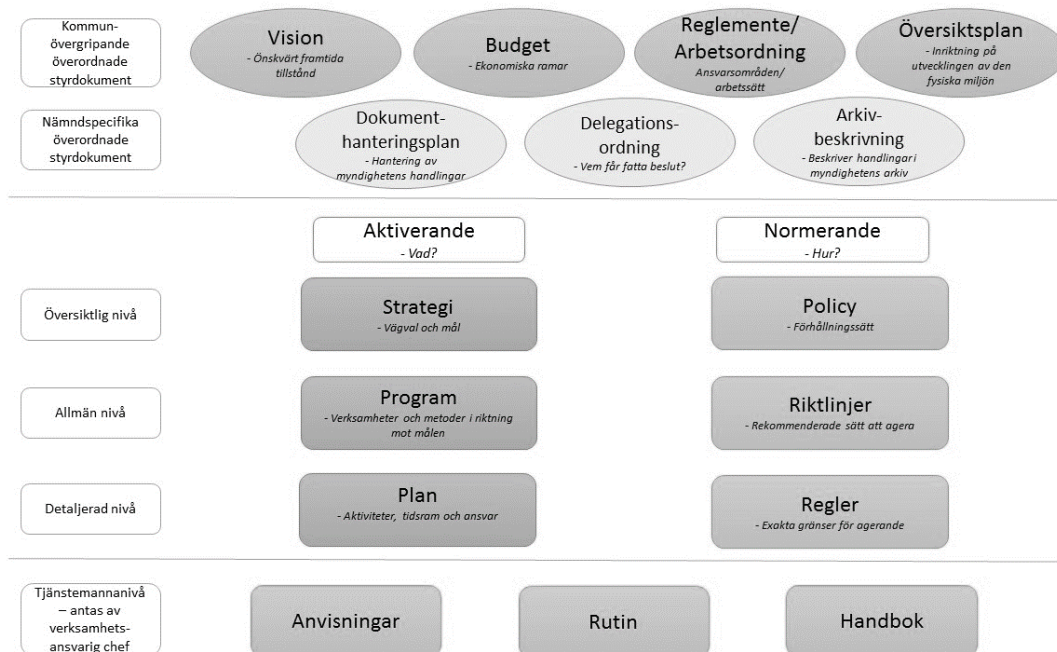 Kommun-
övergripande
överordnade
styrdokument
Vision
- Önskvärt framtida
tillstånd
Budget
- Ekonomiska ramar
Reglemente/
Arbetsordning
Ansvarsområden/
arbetssätt
Översiktsplan
- Inriktning på
utvecklingen av den
fysiska miljön
Nämndspecifika
överordnade
styrdokument
Dokument-
hanteringsplan
- Hantering av
myndighetens handlingar
Delegations-
ordning
- Vem får fatta beslut?
Arkiv-
beskrivning
- Beskriver handlingar i
myndighetens arkiv
Aktiverande
- Vad?
Normerande
- Hur?
Översiktlig nivå
Strategi
- Vägval och mål
Policy
- Förhållningssätt
Allmän nivå
Program
- Verksamheter och metoder i riktning
mot målen
Riktlinjer
- Rekommenderade sätt att agera
Detaljerad nivå
Plan
- Aktiviteter, tidsram och ansvar
Regler
- Exakta gränser för agerande
Tjänstemannanivå
– antas av
verksamhets-
ansvarig chef
Anvisningar
Rutin
Handbok